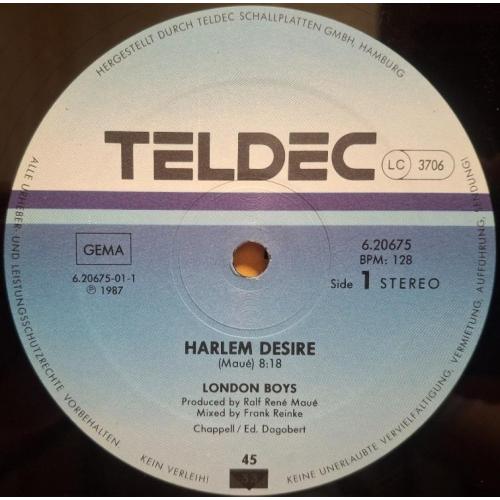 HERGESTELLT DURCH TELDEC SCHALLPLATTEN GMBH, HAMBURG
TELDEC
LC 3706
GEMA
6.20675-01-1
Ⓟ 1987
6.20675
BPM: 128
Side 1 STEREO
HARLEM DESIRE
(Maué) 8:18
LONDON BOYS
Produced by Ralf René Maué
Mixed by Frank Reinke
Chappell / Ed. Dagobert
45
ALLE URHEBER- UND LEISTUNGSSCHUTZRECHTE VORBEHALTEN.
KEIN VERLEIH! KEINE UNERLAUBTE VERVIELFÄLTIGUNG, VERMIETUNG, AUFFÜHRUNG, SENDUNG!